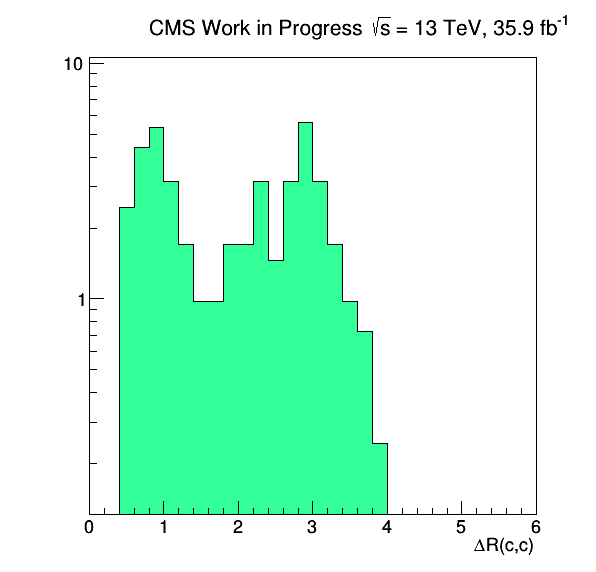 CMS Work in Progress √s = 13 TeV, 35.9 fb⁻¹
10
1
0 1 2 3 4 5 6
ΔR(c,c)